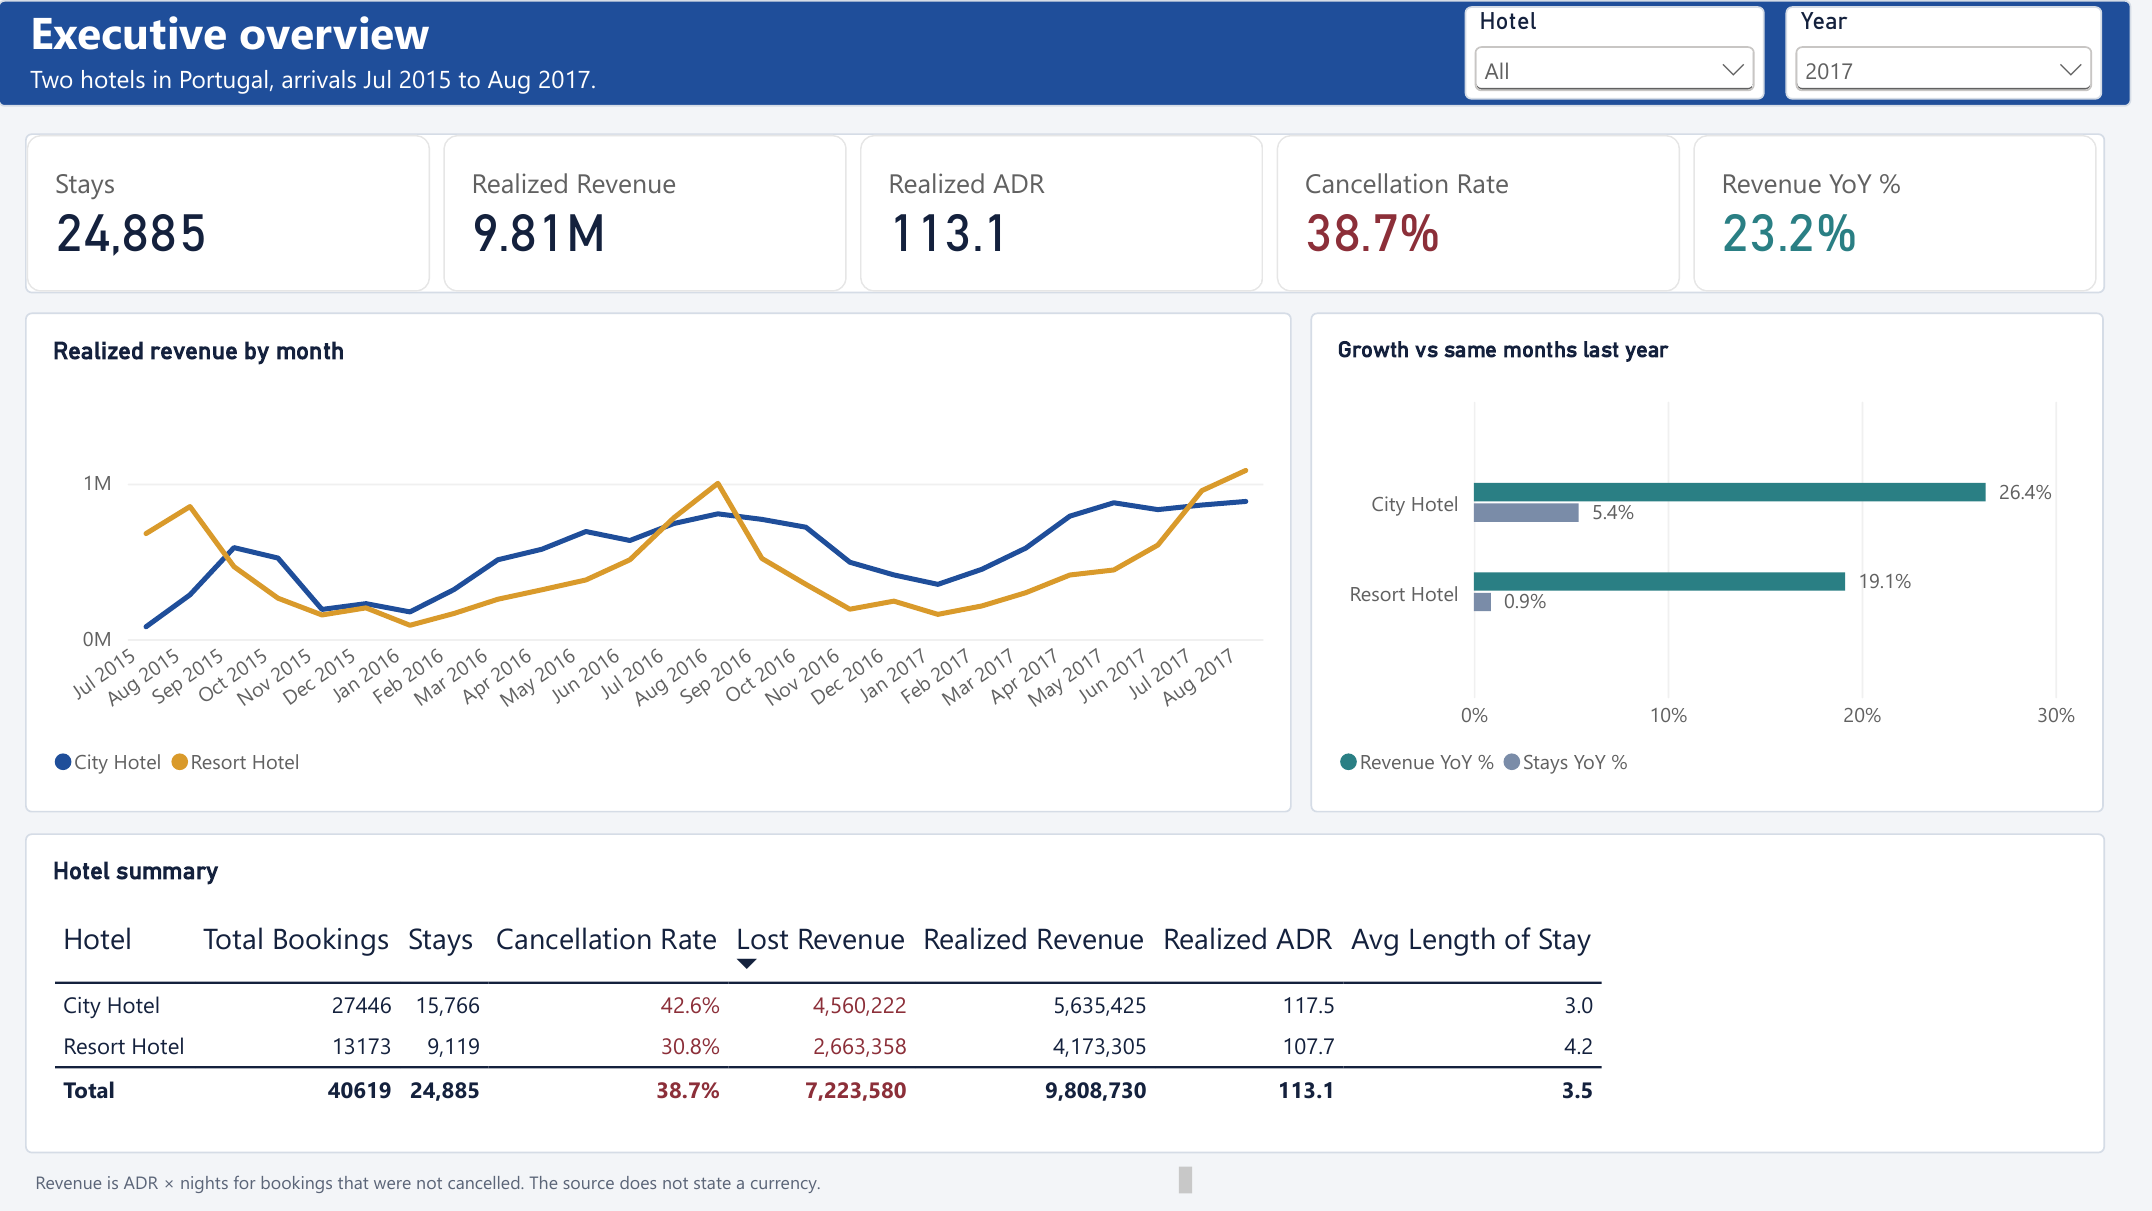 Executive overview
Two hotels in Portugal, arrivals Jul 2015 to Aug 2017.
Hotel
All
Year
2017
Stays
24,885
Realized Revenue
9.81M
Realized ADR
113.1
Cancellation Rate
38.7%
Revenue YoY %
23.2%
Realized revenue by month
1M
0M
Jul 2015 Aug 2015 Sep 2015 Oct 2015 Nov 2015 Dec 2015 Jan 2016 Feb 2016 Mar 2016 Apr 2016 May 2016 Jun 2016 Jul 2016 Aug 2016 Sep 2016 Oct 2016 Nov 2016 Dec 2016 Jan 2017 Feb 2017 Mar 2017 Apr 2017 May 2017 Jun 2017 Jul 2017 Aug 2017
City Hotel Resort Hotel
Growth vs same months last year
City Hotel 26.4%
5.4%
Resort Hotel 19.1%
0.9%
0% 10% 20% 30%
Revenue YoY % Stays YoY %
Hotel summary
Hotel Total Bookings Stays Cancellation Rate Lost Revenue Realized Revenue Realized ADR Avg Length of Stay
City Hotel 27446 15,766 42.6% 4,560,222 5,635,425 117.5 3.0
Resort Hotel 13173 9,119 30.8% 2,663,358 4,173,305 107.7 4.2
Total 40619 24,885 38.7% 7,223,580 9,808,730 113.1 3.5
Revenue is ADR × nights for bookings that were not cancelled. The source does not state a currency.